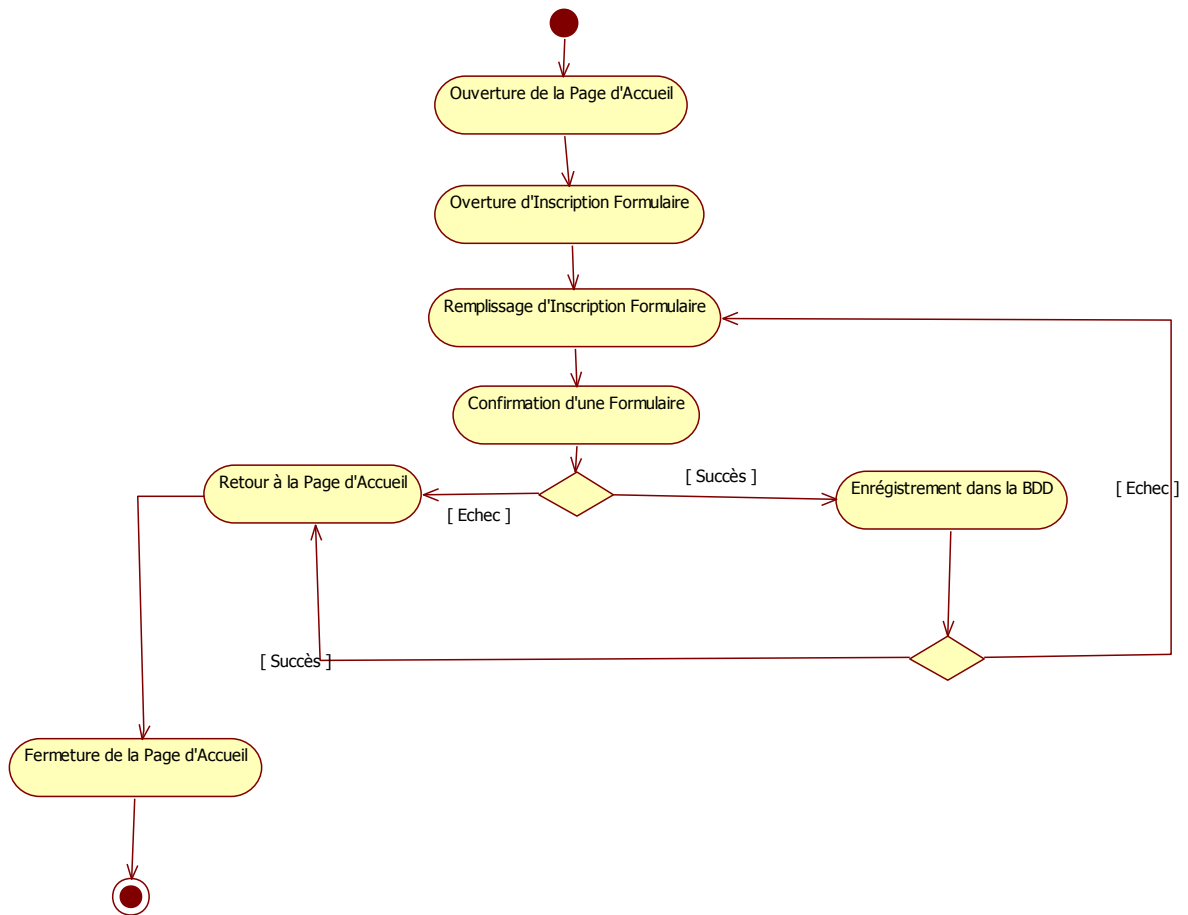 Ouverture de la Page d'Accueil
Overture d'Inscription Formulaire
Remplissage d'Inscription Formulaire
Confirmation d'une Formulaire
Retour à la Page d'Accueil
[ Echec ]
[ Succès ]
Enrégistrement dans la BDD
[ Echec ]
[ Succès ]
Fermeture de la Page d'Accueil